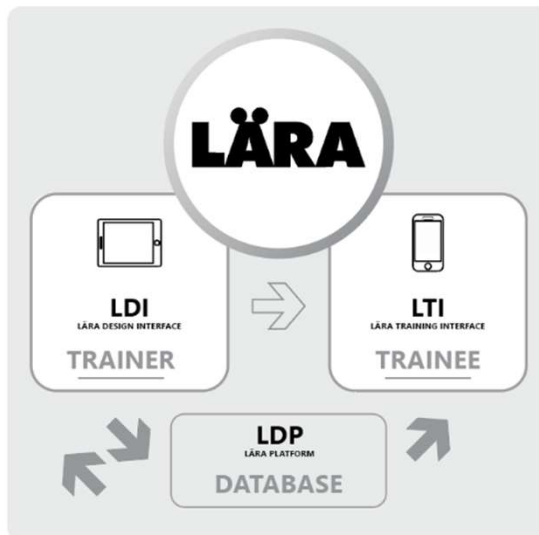 LÄRA
LDI
LÄRA DESIGN INTERFACE
TRAINER
LTI
LÄRA TRAINING INTERFACE
TRAINEE
LDP
LÄRA PLATFORM
DATABASE